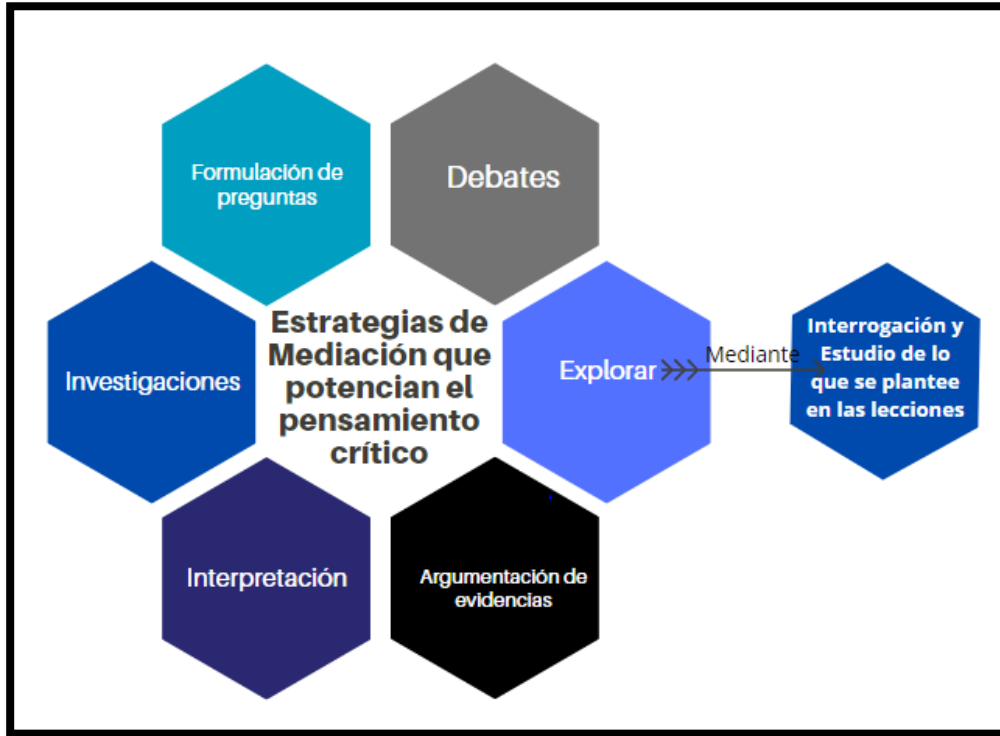 Formulación de
preguntas
Debates
Estrategias de
Mediación que
potencian el
pensamiento
crítico
Investigaciones
Explorar
Mediante
Interrogación y
Estudio de lo
que se plantee
en las lecciones
Interpretación
Argumentación de
evidencias